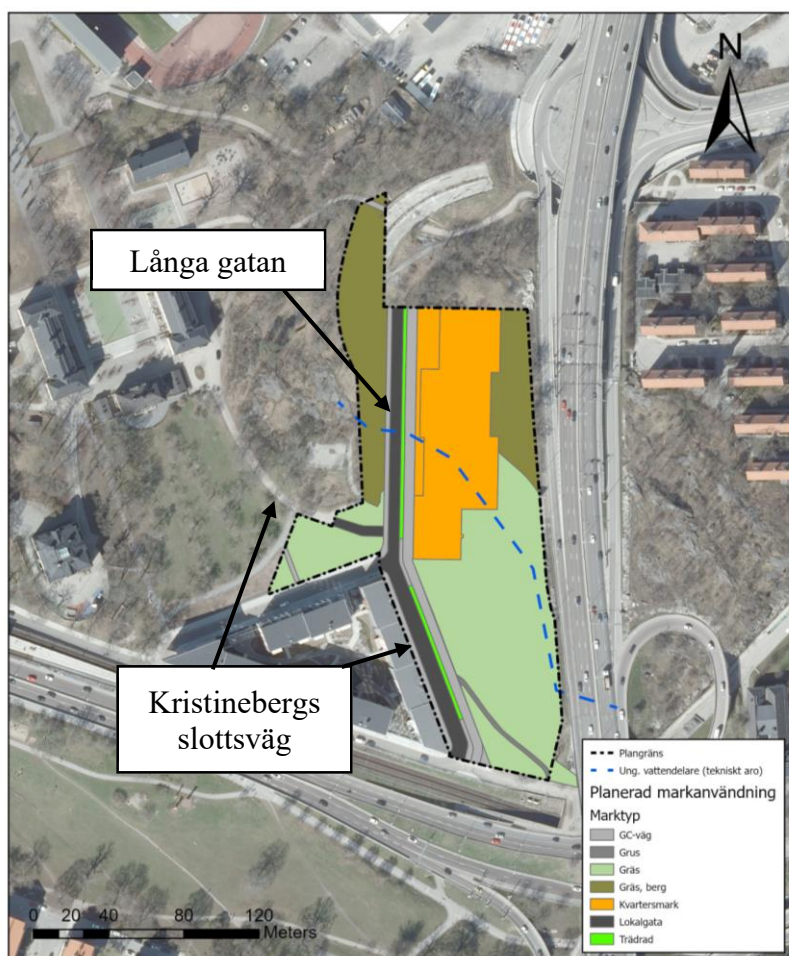 N
Långa gatan
Kristinebergs
slottsväg
Plangräns
Ung. vattendelare (tekniskt aro)
Planerad markanvändning
Marktyp
GC-väg
Grus
Gräs
Gräs, berg
Kvartersmark
Lokalgata
Trädrad
0 20 40 80 120
Meters